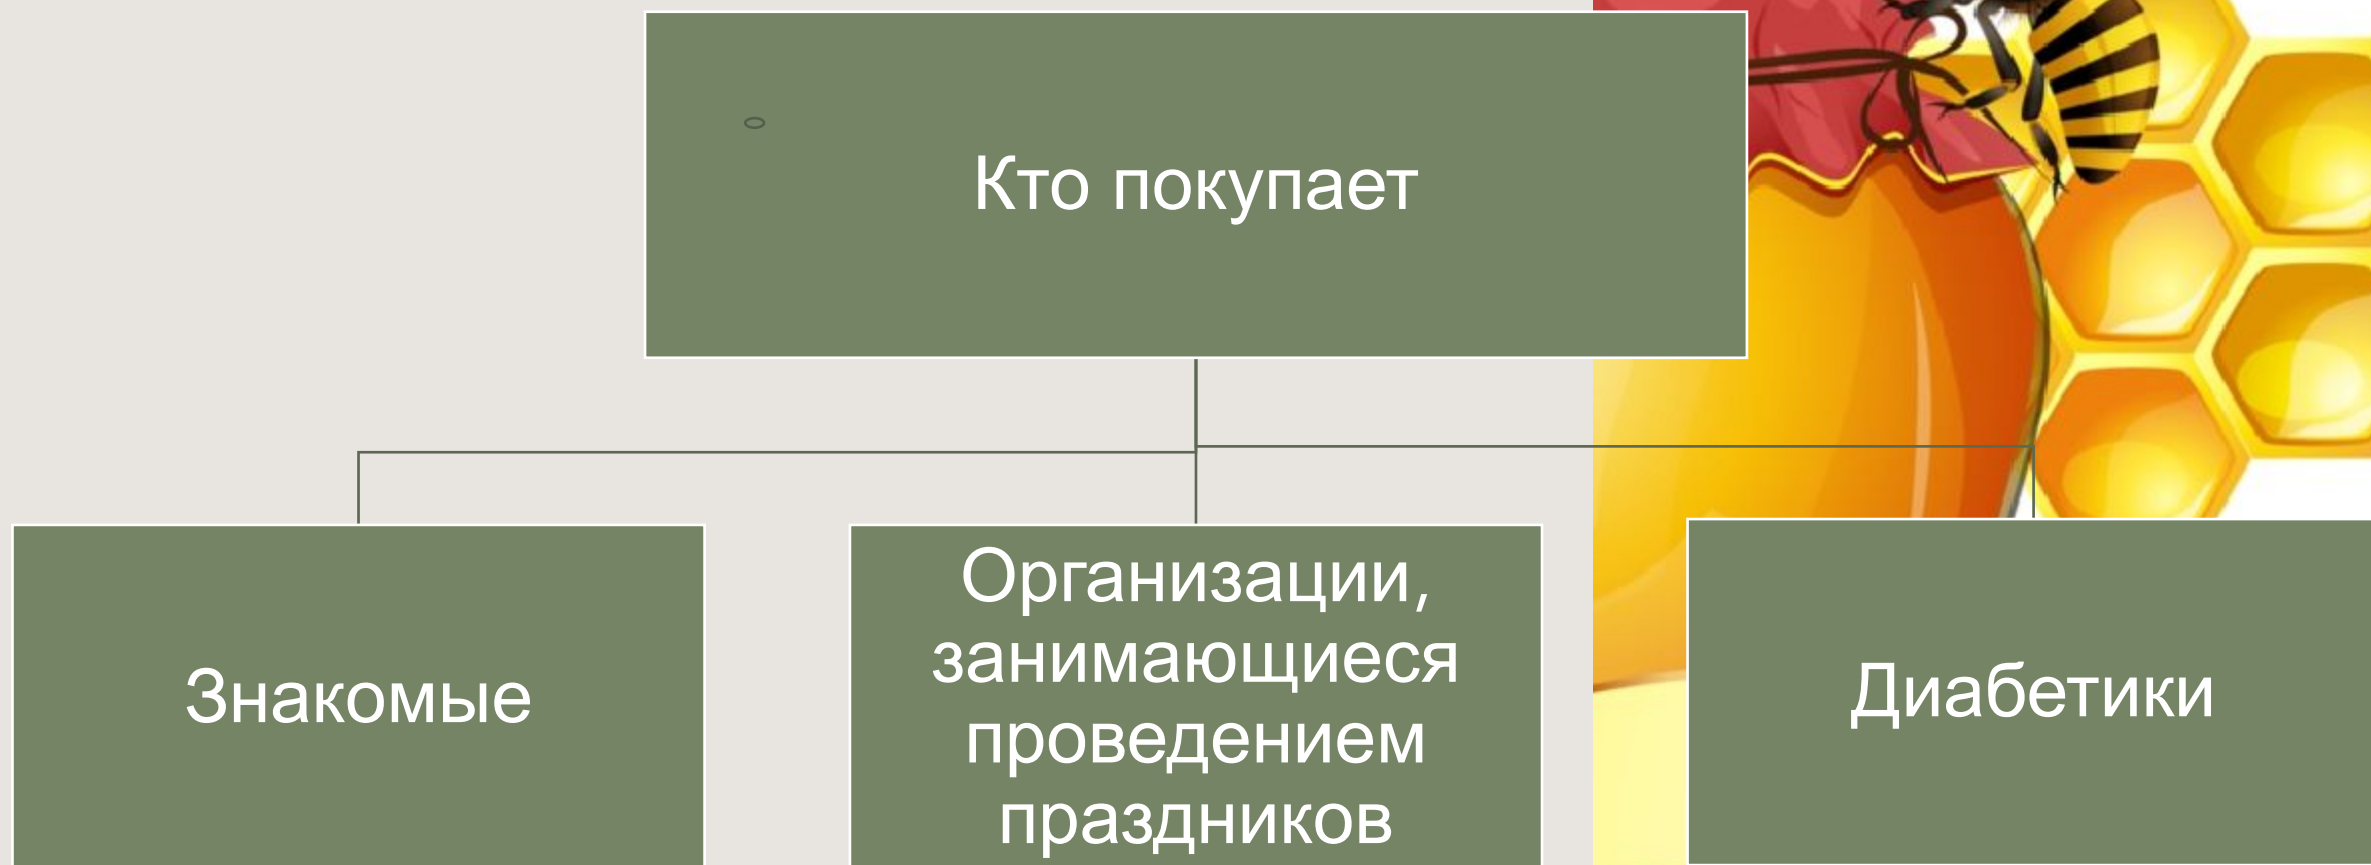 Кто покупает
Знакомые
Организации,
занимающиеся
проведением
праздников
Диабетики